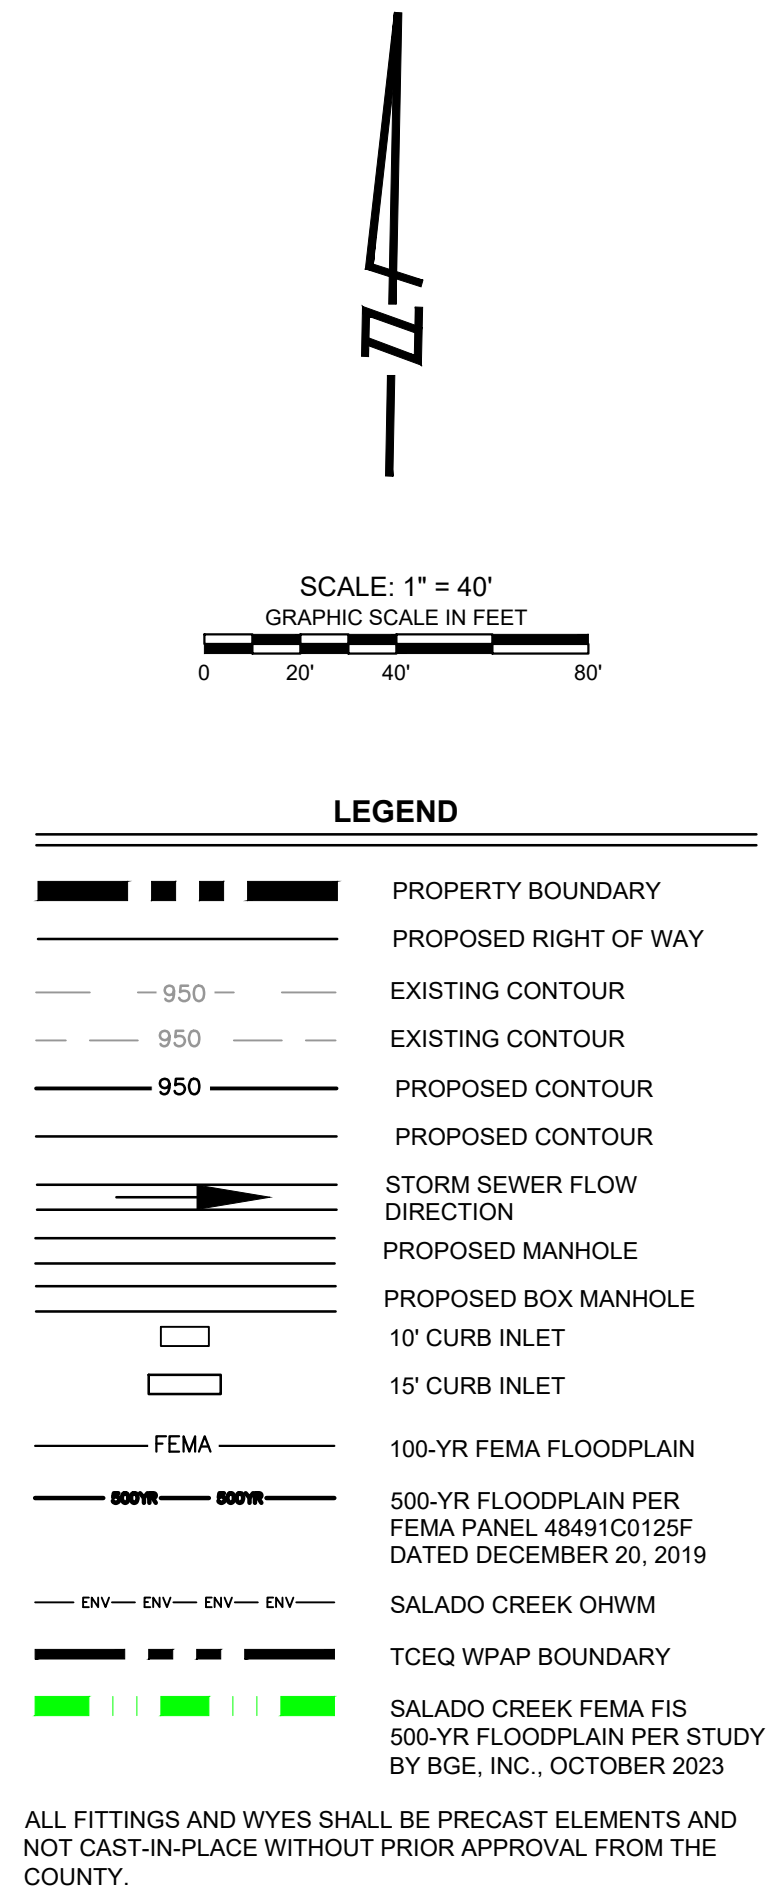 N
SCALE: 1" = 40'
GRAPHIC SCALE IN FEET
0 20' 40' 80'
LEGEND
PROPERTY BOUNDARY
PROPOSED RIGHT OF WAY
950 EXISTING CONTOUR
950 EXISTING CONTOUR
950 PROPOSED CONTOUR
PROPOSED CONTOUR
STORM SEWER FLOW
DIRECTION
PROPOSED MANHOLE
PROPOSED BOX MANHOLE
10' CURB INLET
15' CURB INLET
FEMA 100-YR FEMA FLOODPLAIN
500YR 500YR 500-YR FLOODPLAIN PER
FEMA PANEL 48491C0125F
DATED DECEMBER 20, 2019
ENV ENV ENV ENV SALADO CREEK OHWM
TCEQ WPAP BOUNDARY
SALADO CREEK FEMA FIS
500-YR FLOODPLAIN PER STUDY
BY BGE, INC., OCTOBER 2023
ALL FITTINGS AND WYES SHALL BE PRECAST ELEMENTS AND
NOT CAST-IN-PLACE WITHOUT PRIOR APPROVAL FROM THE
COUNTY.